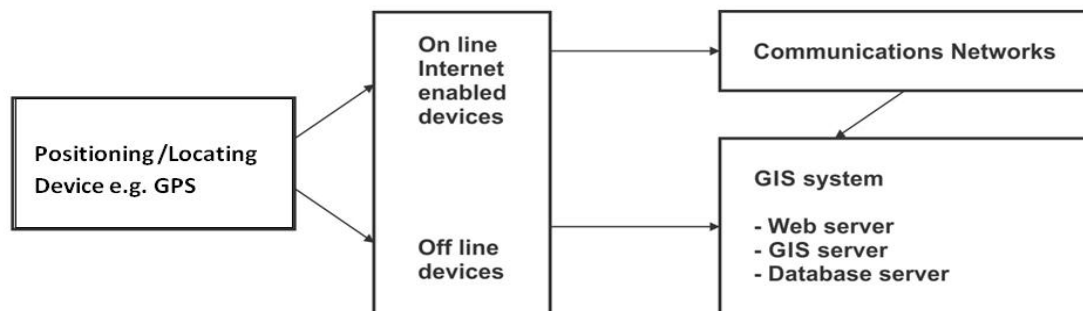 Positioning/Locating
Device e.g. GPS
On line
Internet
enabled
devices
Off line
devices
Communications Networks
GIS system
- Web server
- GIS server
- Database server